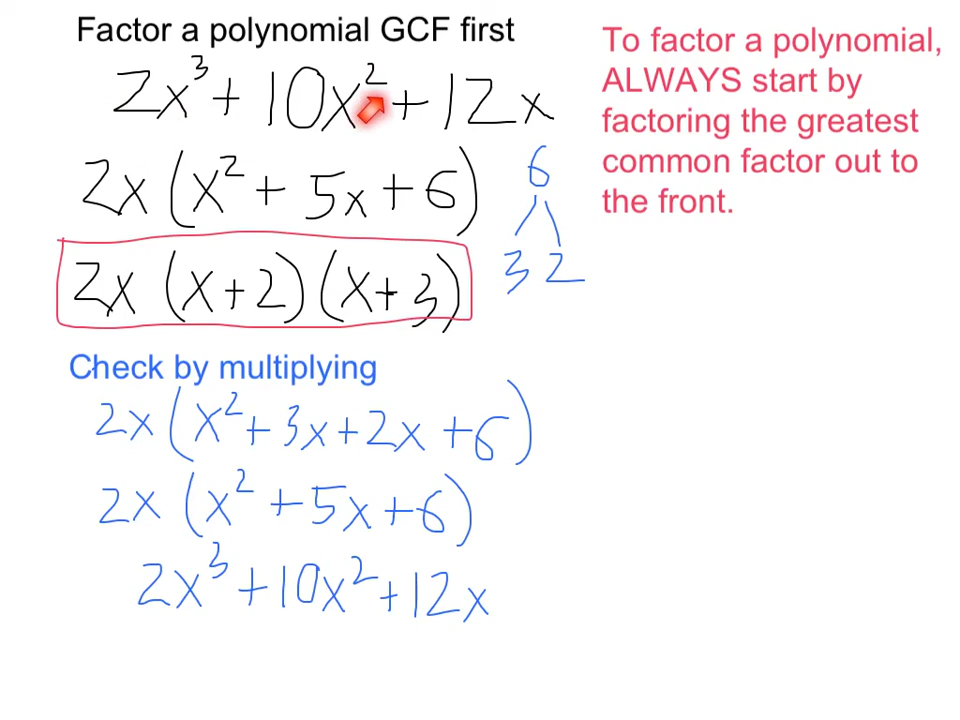 Factor a polynomial GCF first
2x³ + 10x² + 12x
2x (x² + 5x + 6)
6
3 2
2x (x + 2) (x + 3)
To factor a polynomial,
ALWAYS start by
factoring the greatest
common factor out to
the front.
Check by multiplying
2x (x² + 3x + 2x + 6)
2x (x² + 5x + 6)
2x³ + 10x² + 12x